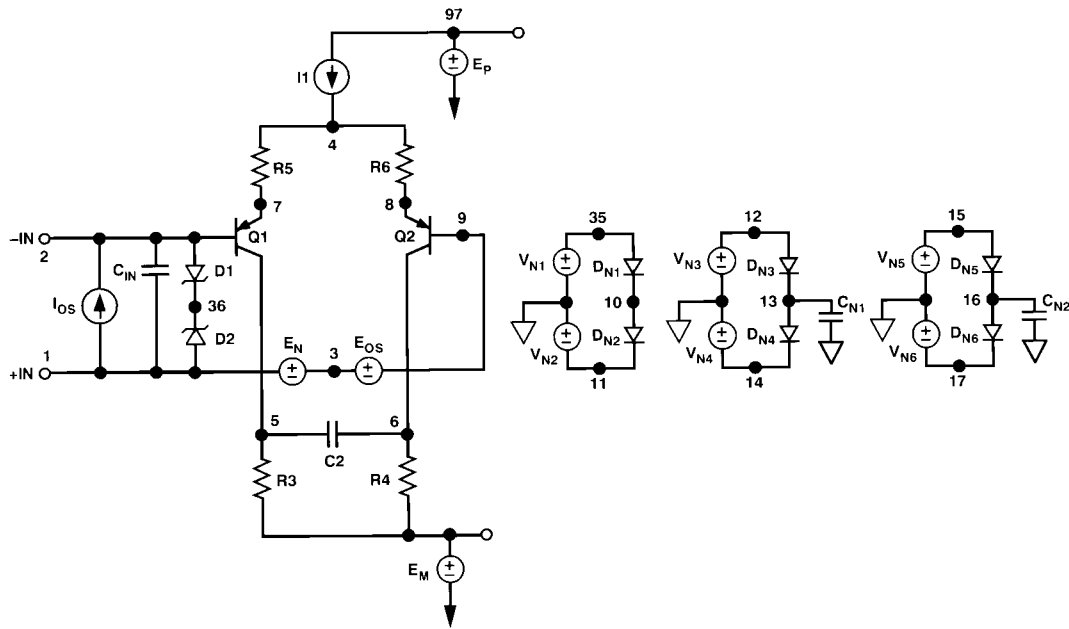 97
I1
+
−
EP
4
R5
R6
7
8
9
−IN
2
Q1
Q2
CIN
D1
36
IOS
D2
1
+IN
EN
3
EOS
+
−
+
−
5
6
C2
R3
R4
EM
+
−
35
VN1
+
−
DN1
10
VN2
+
−
DN2
11
12
VN3
+
−
DN3
13
CN1
VN4
+
−
DN4
14
15
VN5
+
−
DN5
16
CN2
VN6
+
−
DN6
17